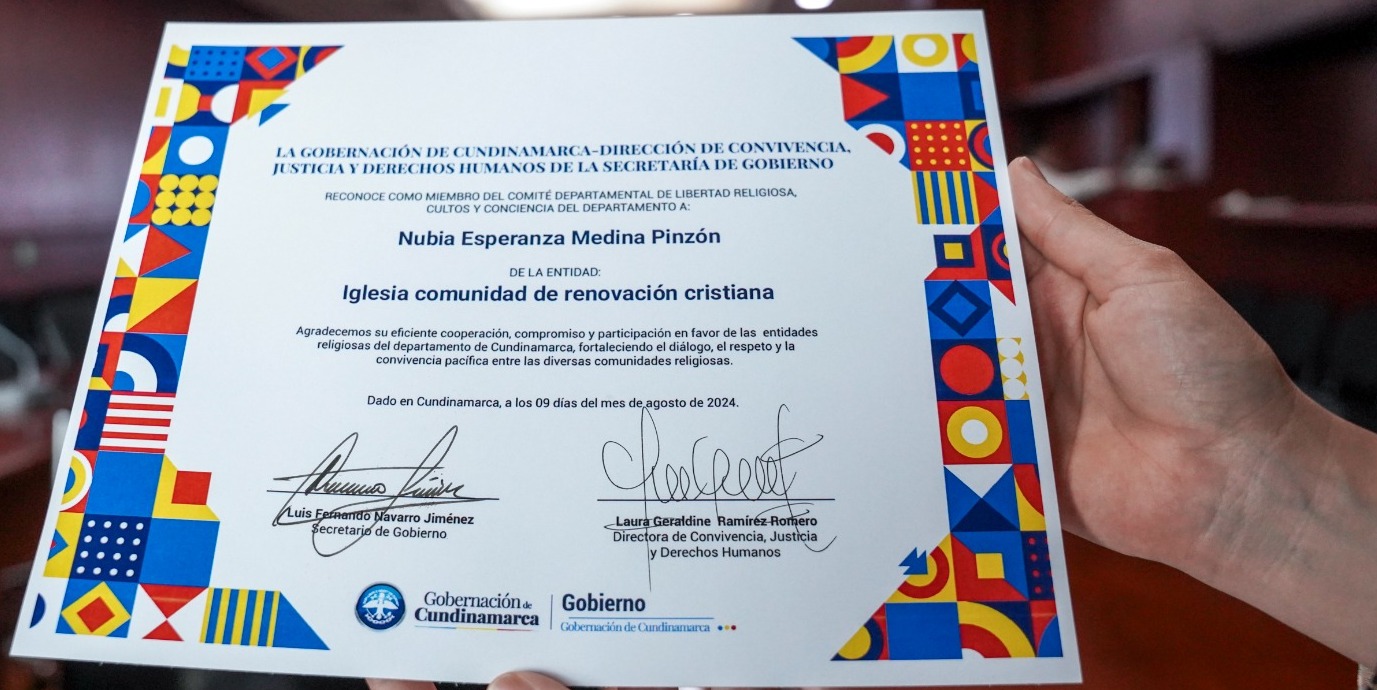 LA GOBERNACIÓN DE CUNDINAMARCA-DIRECCIÓN DE CONVIVENCIA,
JUSTICIA Y DERECHOS HUMANOS DE LA SECRETARÍA DE GOBIERNO
RECONOCE COMO MIEMBRO DEL COMITÉ DEPARTAMENTAL DE LIBERTAD RELIGIOSA,
CULTOS Y CONCIENCIA DEL DEPARTAMENTO A:
Nubia Esperanza Medina Pinzón
DE LA ENTIDAD:
Iglesia comunidad de renovación cristiana
Agradecemos su eficiente cooperación, compromiso y participación en favor de las entidades
religiosas del departamento de Cundinamarca, fortaleciendo el diálogo, el respeto y la
convivencia pacífica entre las diversas comunidades religiosas.
Dado en Cundinamarca, a los 09 días del mes de agosto de 2024.
Luis Fernando Navarro Jiménez
Secretario de Gobierno
Laura Geraldine Ramírez Romero
Directora de Convivencia, Justicia
y Derechos Humanos
Gobernación de
Cundinamarca
Gobierno
Gobernación de Cundinamarca